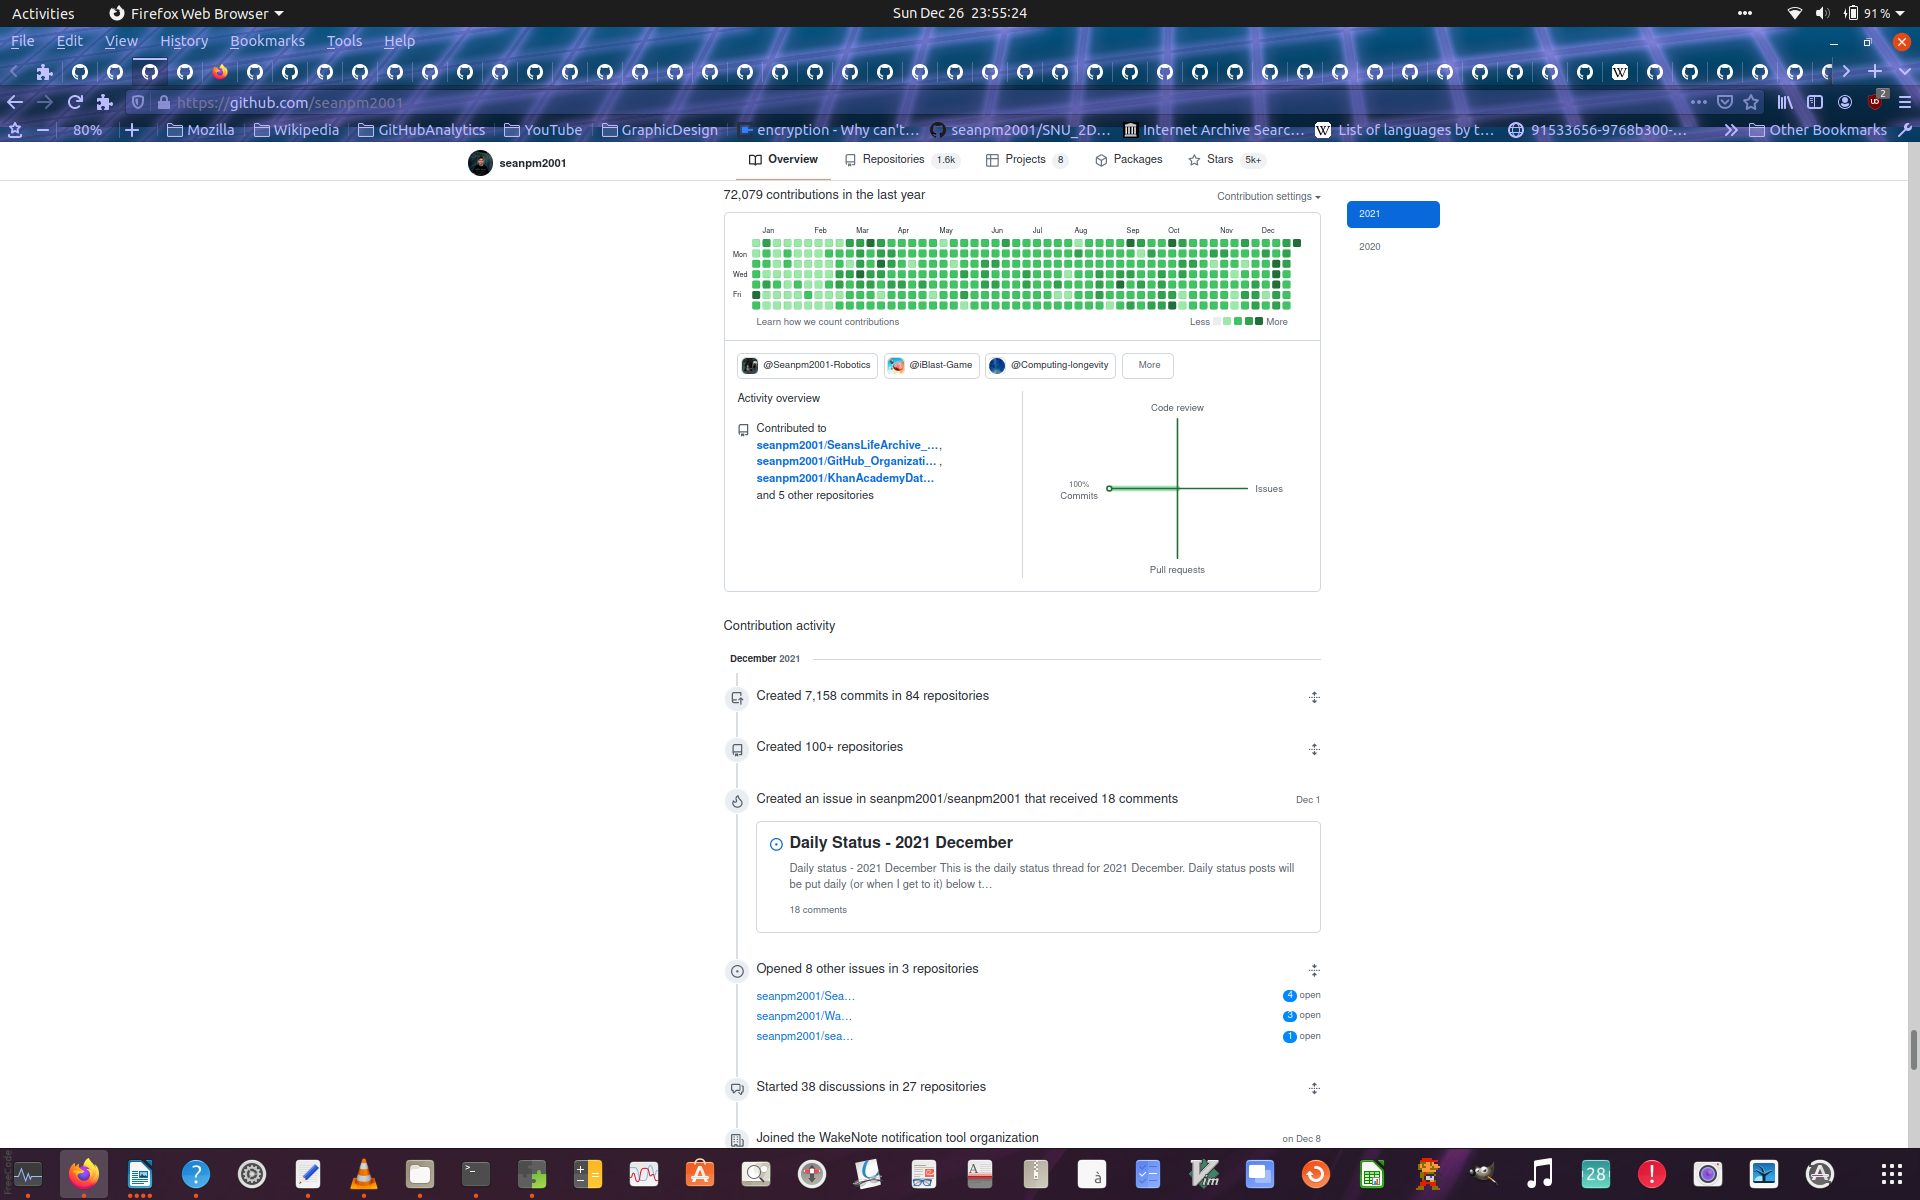 Activities
Firefox Web Browser
Sun Dec 26 23:55:24
91 %
File Edit View History Bookmarks Tools Help
https://github.com/seanpm2001
2
80%
Mozilla
Wikipedia
GitHubAnalytics
YouTube
GraphicDesign
encryption - Why can't…
seanpm2001/SNU_2D…
Internet Archive Searc…
List of languages by t…
91533656-9768b300-…
Other Bookmarks
seanpm2001
Overview
Repositories 1.6k
Projects 8
Packages
Stars 5k+
72,079 contributions in the last year
Contribution settings
2021
2020
Jan Feb Mar Apr May Jun Jul Aug Sep Oct Nov Dec
Mon
Wed
Fri
Learn how we count contributions
Less More
@Seanpm2001-Robotics
@iBlast-Game
@Computing-longevity
More
Activity overview
Contributed to
seanpm2001/SeansLifeArchive_…,
seanpm2001/GitHub_Organizati… ,
seanpm2001/KhanAcademyDat…
and 5 other repositories
Code review
100%
Commits
Issues
Pull requests
Contribution activity
December 2021
Created 7,158 commits in 84 repositories
Created 100+ repositories
Created an issue in seanpm2001/seanpm2001 that received 18 comments
Dec 1
Daily Status - 2021 December
Daily status - 2021 December This is the daily status thread for 2021 December. Daily status posts will
be put daily (or when I get to it) below t…
18 comments
Opened 8 other issues in 3 repositories
seanpm2001/Sea…
4 open
seanpm2001/Wa…
3 open
seanpm2001/sea…
1 open
Started 38 discussions in 27 repositories
Joined the WakeNote notification tool organization
on Dec 8
28